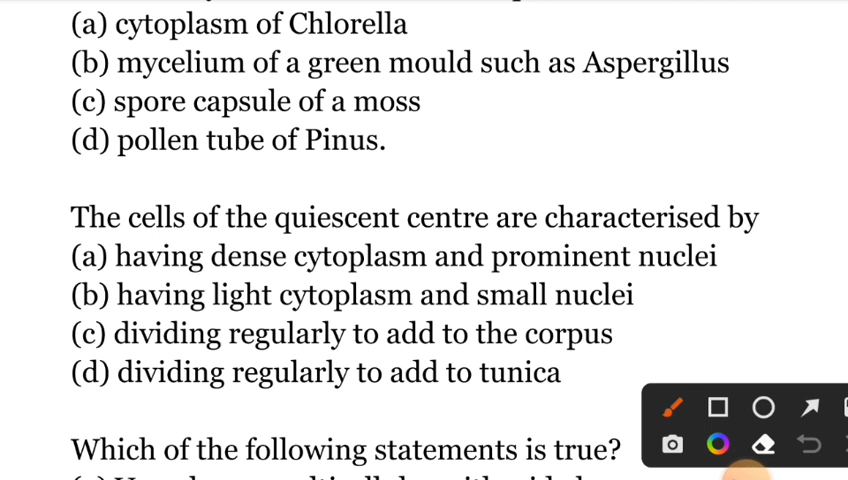 (a) cytoplasm of Chlorella
(b) mycelium of a green mould such as Aspergillus
(c) spore capsule of a moss
(d) pollen tube of Pinus.
The cells of the quiescent centre are characterised by
(a) having dense cytoplasm and prominent nuclei
(b) having light cytoplasm and small nuclei
(c) dividing regularly to add to the corpus
(d) dividing regularly to add to tunica
Which of the following statements is true?